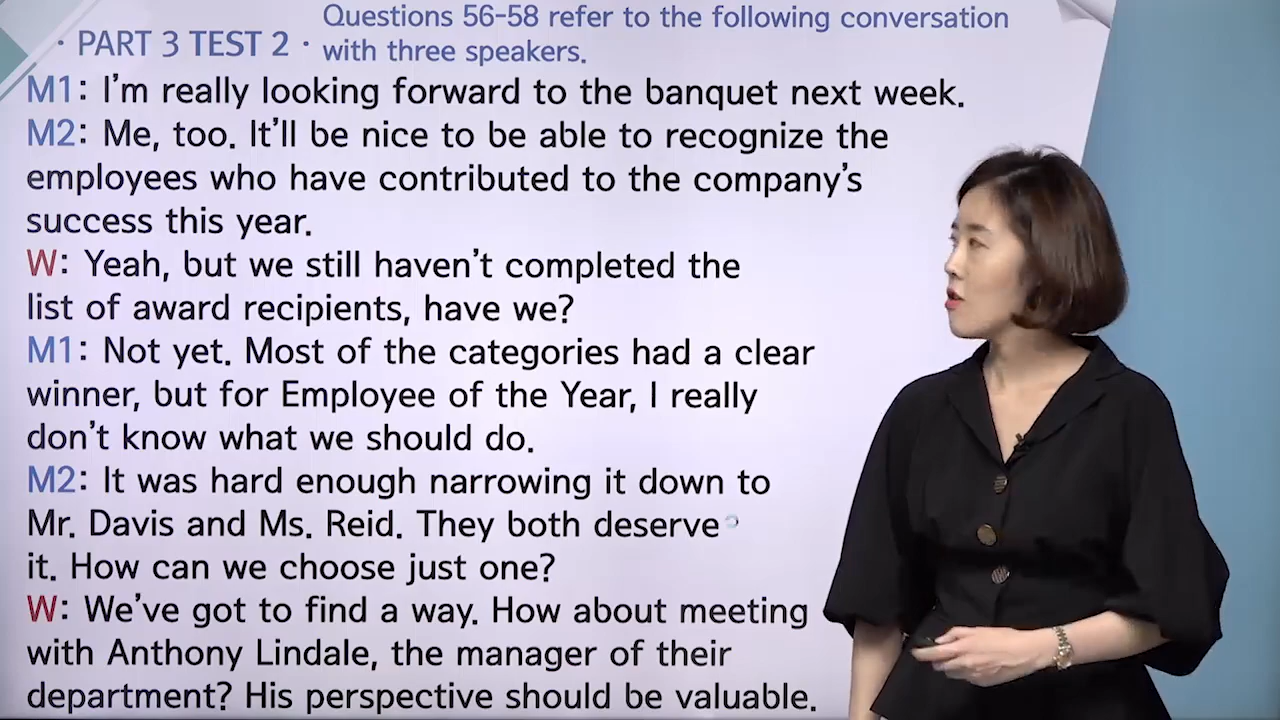 · PART 3 TEST 2 ·
Questions 56-58 refer to the following conversation
with three speakers.
M1: I'm really looking forward to the banquet next week.
M2: Me, too. It'll be nice to be able to recognize the
employees who have contributed to the company's
success this year.
W: Yeah, but we still haven't completed the
list of award recipients, have we?
M1: Not yet. Most of the categories had a clear
winner, but for Employee of the Year, I really
don't know what we should do.
M2: It was hard enough narrowing it down to
Mr. Davis and Ms. Reid. They both deserve
it. How can we choose just one?
W: We've got to find a way. How about meeting
with Anthony Lindale, the manager of their
department? His perspective should be valuable.